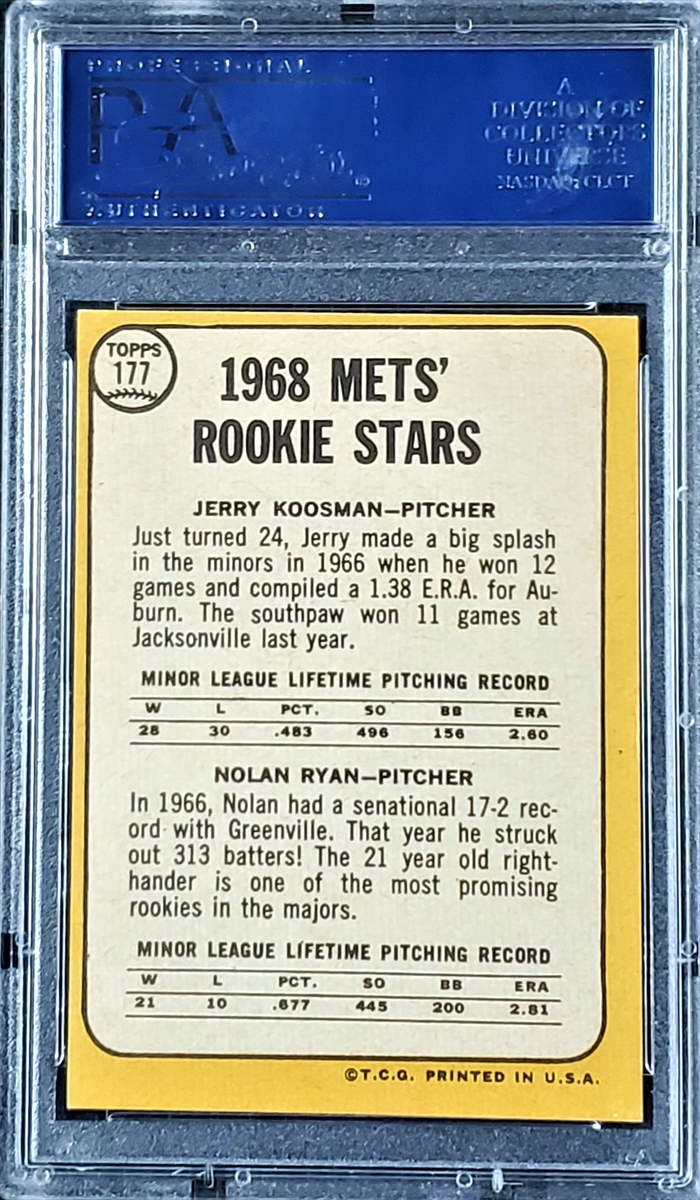 PROFESSIONAL
AUTHENTICATOR
A
DIVISION OF
COLLECTORS
UNIVERSE
NASDAQ: CLCT
TOPPS
177
1968 METS'
ROOKIE STARS
JERRY KOOSMAN—PITCHER
Just turned 24, Jerry made a big splash
in the minors in 1966 when he won 12
games and compiled a 1.38 E.R.A. for Au-
burn. The southpaw won 11 games at
Jacksonville last year.
MINOR LEAGUE LIFETIME PITCHING RECORD
W L PCT. SO BB ERA
28 30 .483 496 156 2.60
NOLAN RYAN—PITCHER
In 1966, Nolan had a senational 17-2 rec-
ord with Greenville. That year he struck
out 313 batters! The 21 year old right-
hander is one of the most promising
rookies in the majors.
MINOR LEAGUE LIFETIME PITCHING RECORD
W L PCT. SO BB ERA
21 10 .677 445 200 2.81
©T.C.G. PRINTED IN U.S.A.